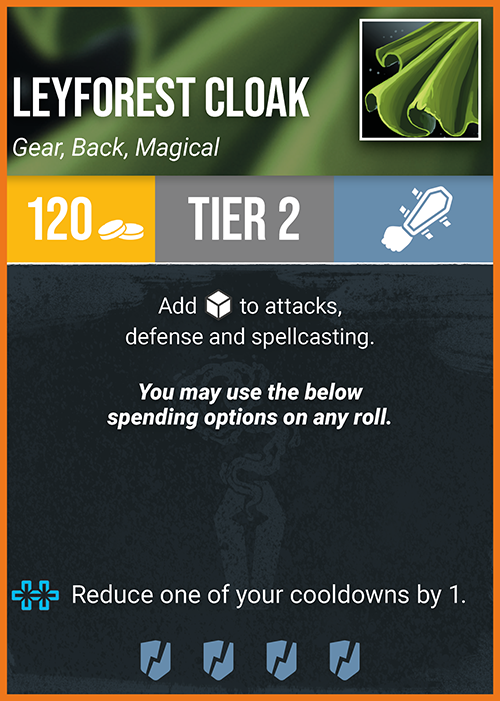 LEYFOREST CLOAK
Gear, Back, Magical
120
TIER 2
Add to attacks,
defense and spellcasting.
You may use the below
spending options on any roll.
Reduce one of your cooldowns by 1.